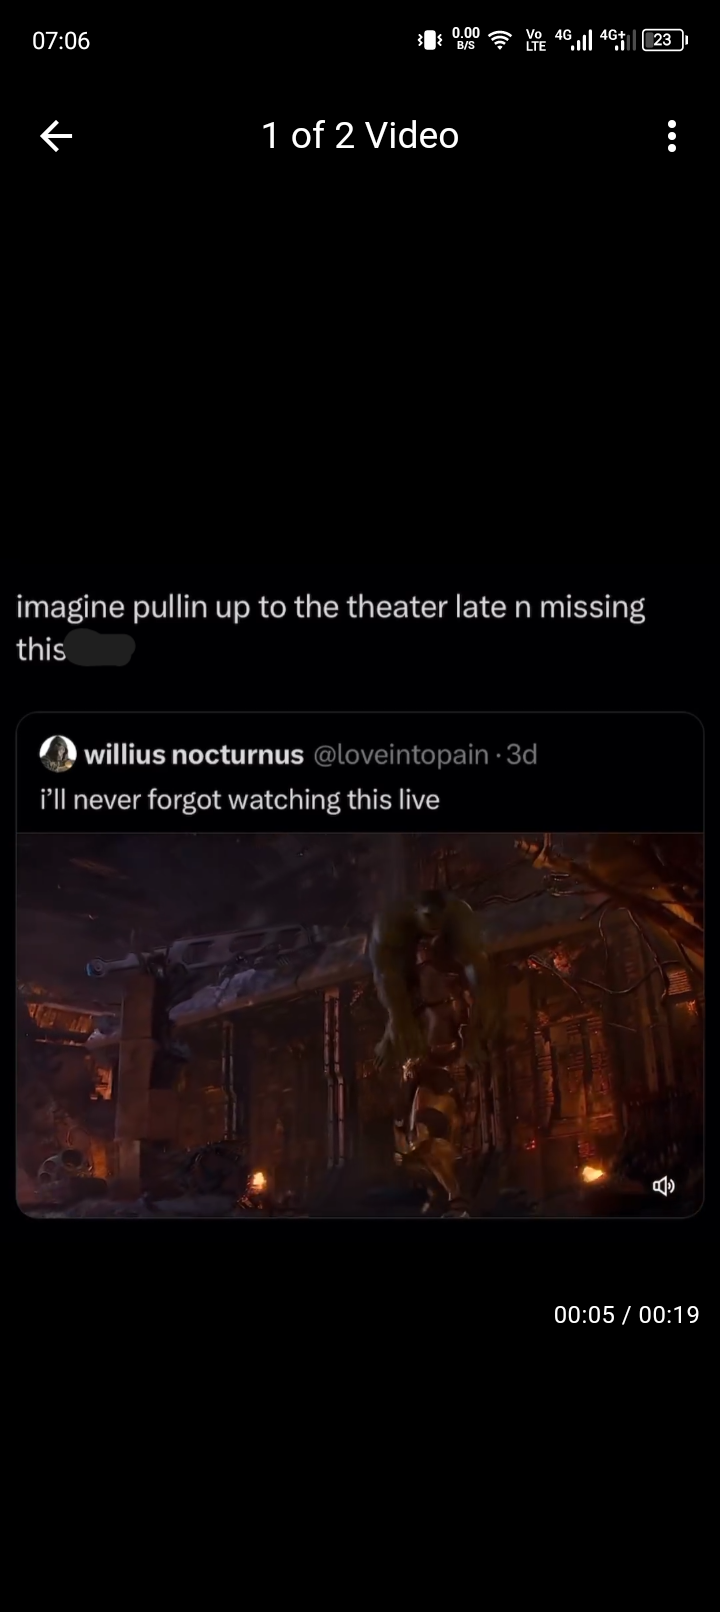 07:06
0.00
B/S
Vo
LTE
4G
4G+
23
1 of 2 Video
imagine pullin up to the theater late n missing
this
willius nocturnus @loveintopain · 3d
i’ll never forgot watching this live
00:05 / 00:19